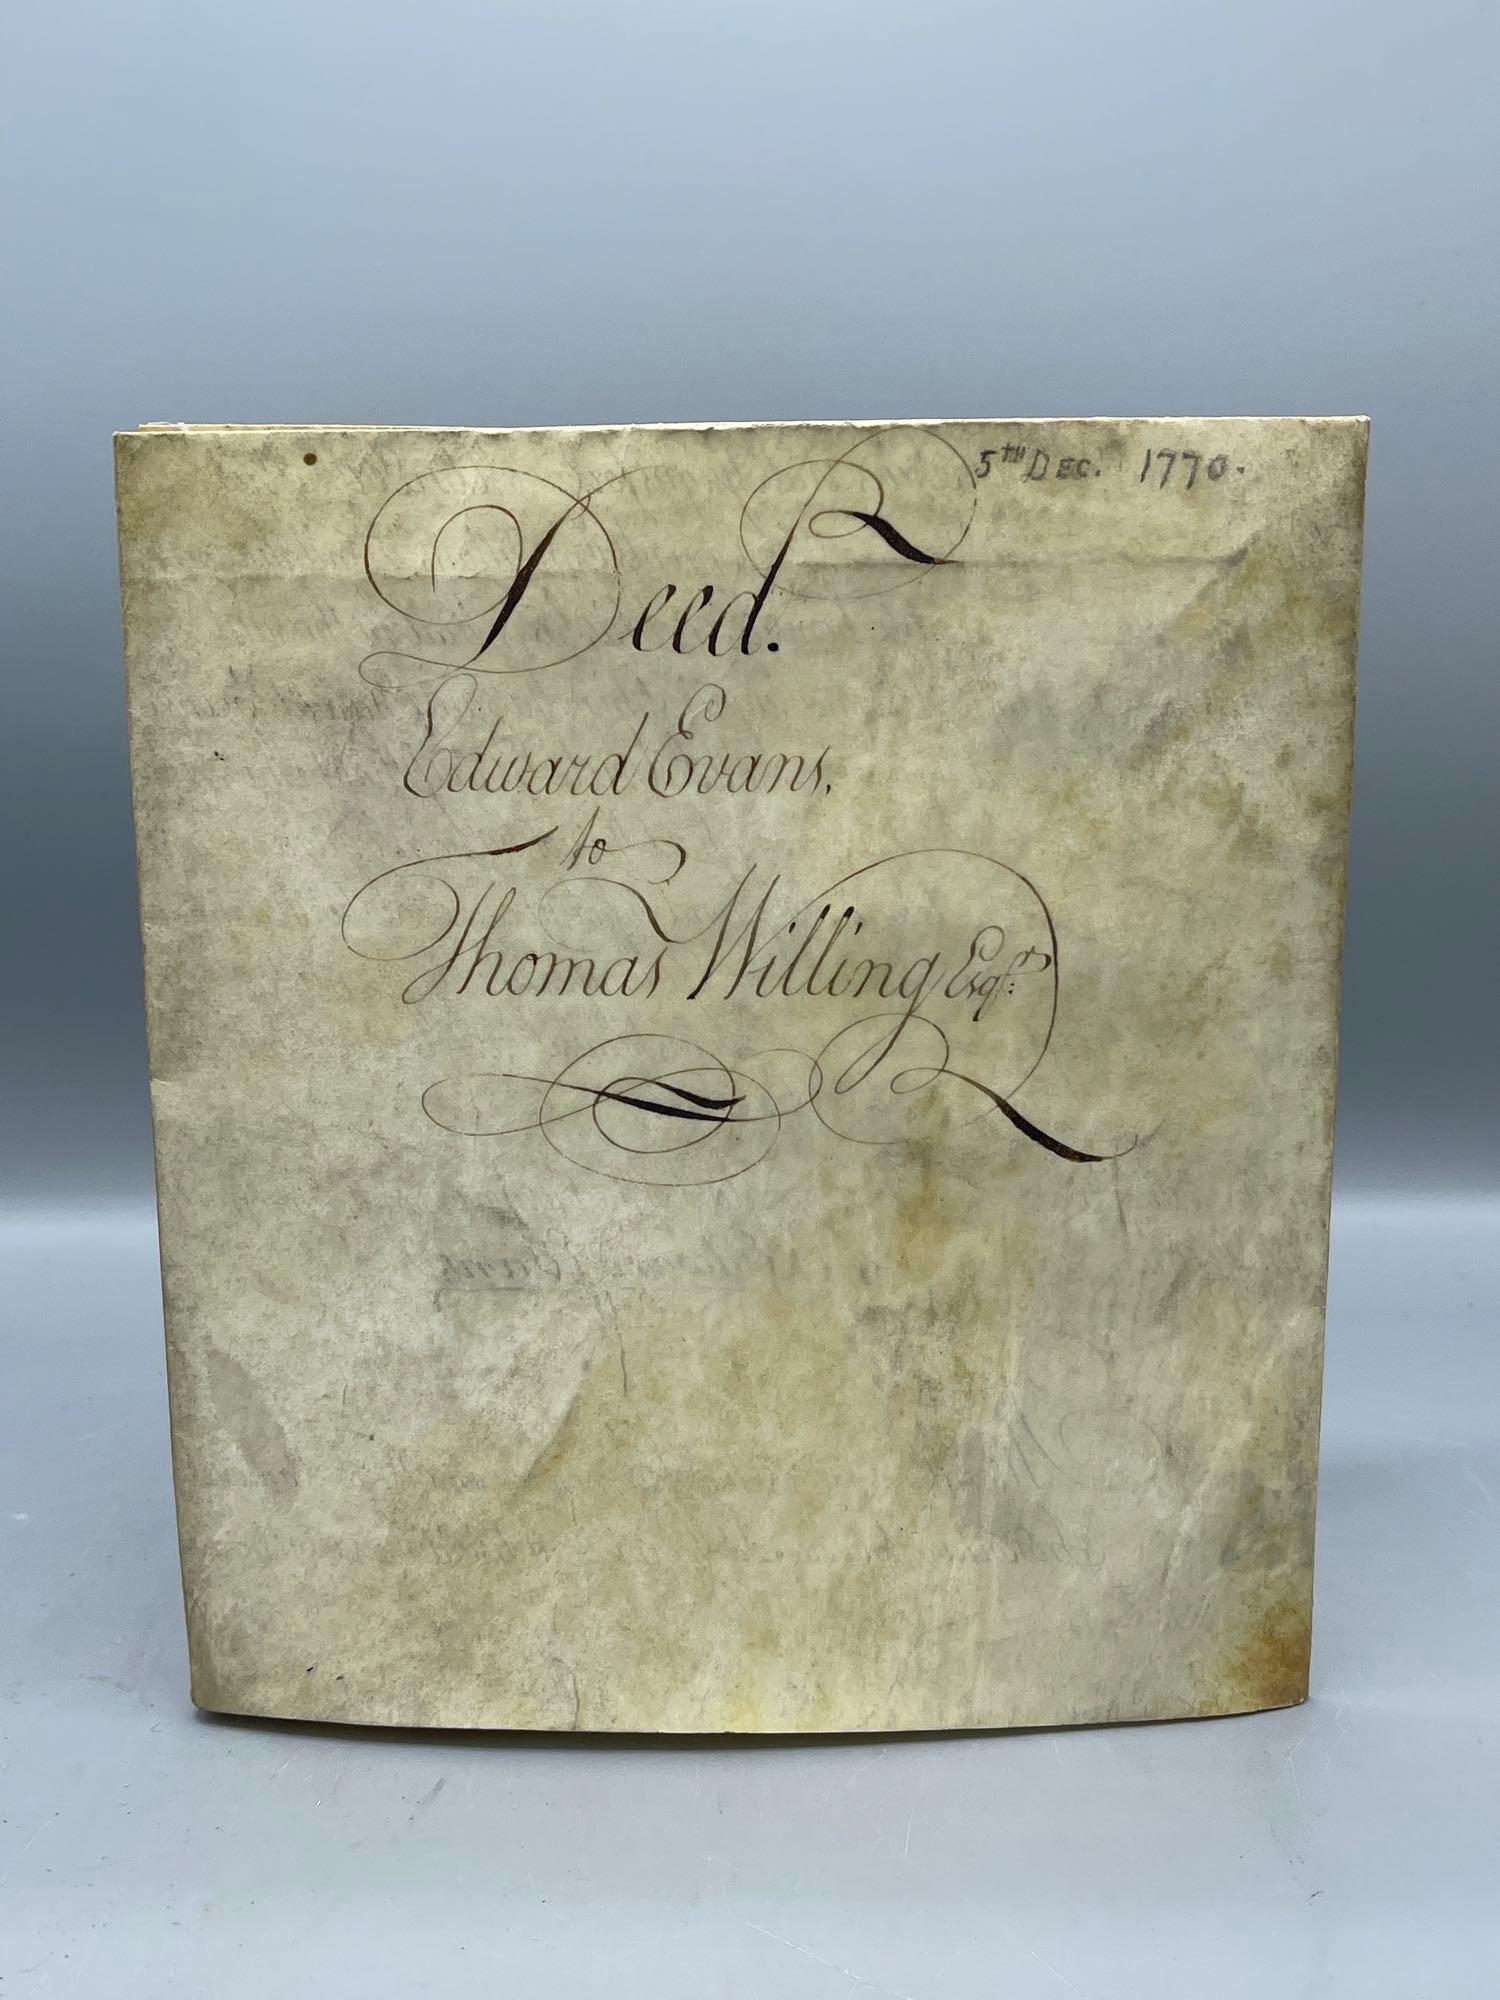 5TH DEC. 1770.
Deed.
Edward Evans,
to
Thomas Willing Esqr: